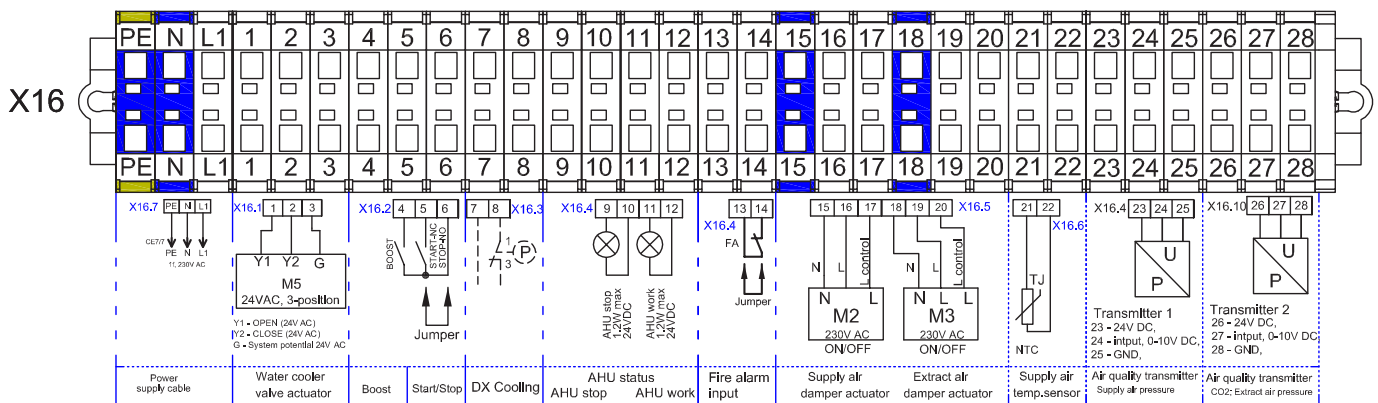 PE N L1 1 2 3 4 5 6 7 8 9 10 11 12 13 14 15 16 17 18 19 20 21 22 23 24 25 26 27 28
X16
PE N L1 1 2 3 4 5 6 7 8 9 10 11 12 13 14 15 16 17 18 19 20 21 22 23 24 25 26 27 28
X16.7 PE N L1
CE7/7
PE N L1
11, 230V AC
Power
supply cable
X16.1 1 2 3
Y1 Y2 G
M5
24VAC, 3-position
Y1 - OPEN (24V AC)
Y2 - CLOSE (24V AC)
G - System potential 24V AC
Water cooler
valve actuator
X16.2 4 5 6
BOOST
START-NC
STOP-NO
Jumper
Boost
Start/Stop
7 8 X16.3
1
3
P
DX Cooling
X16.4 9 10 11 12
AHU stop
1.2W max
24VDC
AHU work
1.2W max
24VDC
AHU status
AHU stop AHU work
13 14
X16.4
FA
Jumper
Fire alarm
input
15 16 17 18 19 20 X16.5
N L L control
N L
M2
230V AC
ON/OFF
Supply air
damper actuator
N L L control
N L L
M3
230V AC
ON/OFF
Extract air
damper actuator
21 22
X16.6
TJ
NTC
Supply air
temp.sensor
X16.4 23 24 25
U
P
Transmitter 1
23 - 24V DC,
24 - intput, 0-10V DC,
25 - GND,
Air quality transmitter
Supply air pressure
X16.10 26 27 28
U
P
Transmitter 2
26 - 24V DC,
27 - intput, 0-10V DC,
28 - GND,
Air quality transmitter
CO2; Extract air pressure